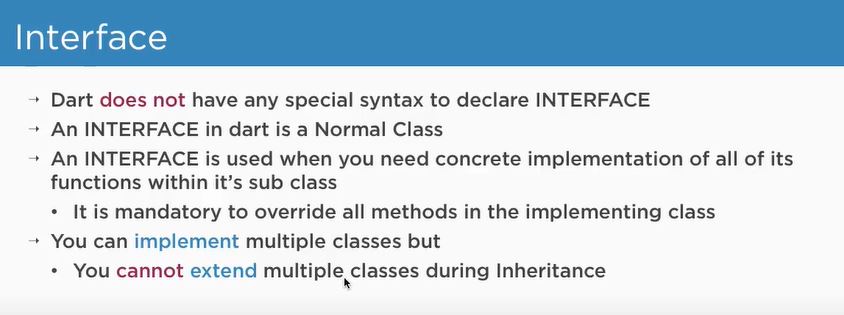 Interface
→ Dart does not have any special syntax to declare INTERFACE
→ An INTERFACE in dart is a Normal Class
→ An INTERFACE is used when you need concrete implementation of all of its
functions within it's sub class
• It is mandatory to override all methods in the implementing class
→ You can implement multiple classes but
• You cannot extend multiple classes during Inheritance